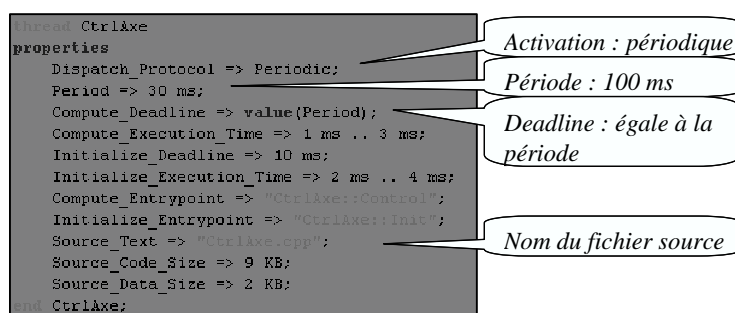 thread CtrlAxe
properties
Dispatch_Protocol => Periodic;
Period => 30 ms;
Compute_Deadline => value(Period);
Compute_Execution_Time => 1 ms .. 3 ms;
Initialize_Deadline => 10 ms;
Initialize_Execution_Time => 2 ms .. 4 ms;
Compute_Entrypoint => "CtrlAxe::Control";
Initialize_Entrypoint => "CtrlAxe::Init";
Source_Text => "CtrlAxe.cpp";
Source_Code_Size => 9 KB;
Source_Data_Size => 2 KB;
end CtrlAxe;
Activation : périodique
Période : 100 ms
Deadline : égale à la
période
Nom du fichier source